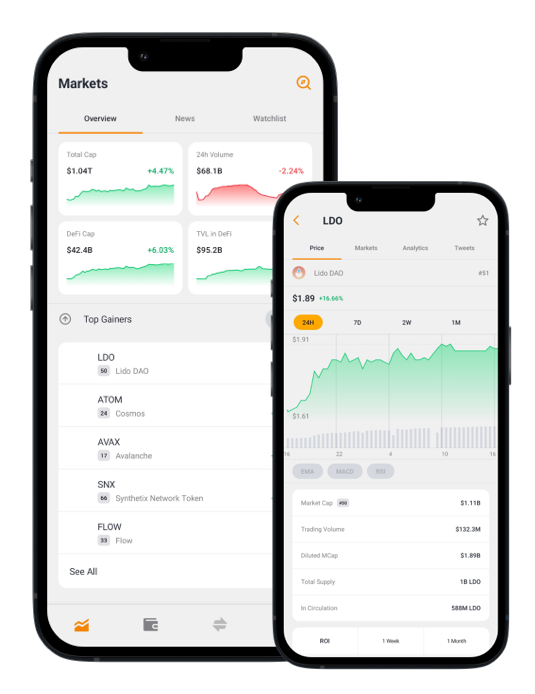 Markets
Overview News Watchlist
Total Cap
$1.04T +4.47%
24h Volume
$68.1B -2.24%
DeFi Cap
$42.4B +6.03%
TVL in DeFi
$95.2B
Top Gainers
LDO
50 Lido DAO
ATOM
24 Cosmos
AVAX
17 Avalanche
SNX
66 Synthetix Network Token
FLOW
33 Flow
See All
LDO
Price Markets Analytics Tweets
Lido DAO #51
$1.89 +16.66%
24H 7D 2W 1M
$1.91
$1.61
16 22 4 10 16
EMA MACD RSI
Market Cap #50 $1.11B
Trading Volume $132.3M
Diluted MCap $1.89B
Total Supply 1B LDO
In Circulation 588M LDO
ROI 1 Week 1 Month